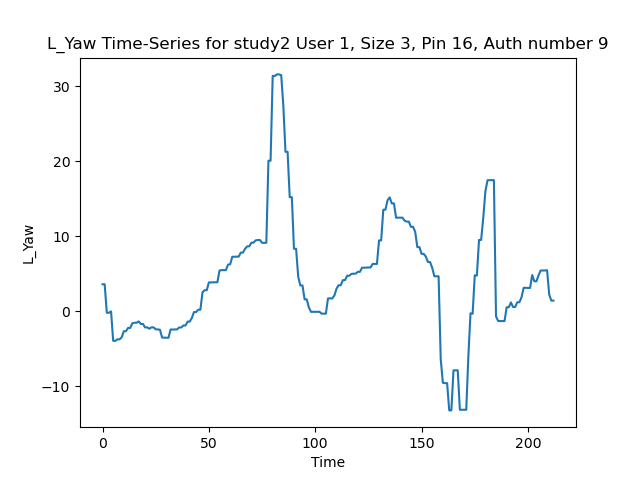 L_Yaw Time-Series for study2 User 1, Size 3, Pin 16, Auth number 9
30
20
10
0
−10
L_Yaw
0 50 100 150 200
Time